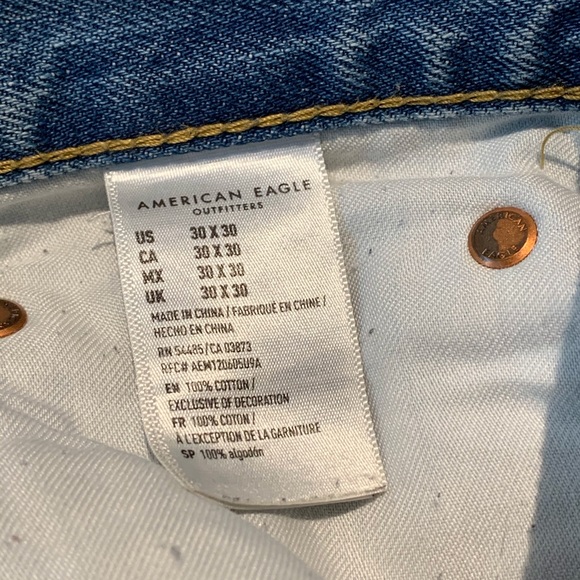 AMERICAN EAGLE
OUTFITTERS
US 30 X 30
CA 30 X 30
MX 30 X 30
UK 30 X 30
MADE IN CHINA / FABRIQUÉ EN CHINE /
HECHO EN CHINA
RN 54485/CA 03873
RFC# AEM120605U9A
EN 100% COTTON /
EXCLUSIVE OF DECORATION
FR 100% COTON /
À L'EXCEPTION DE LA GARNITURE
SP 100% algodón
AMERICAN
EAGLE